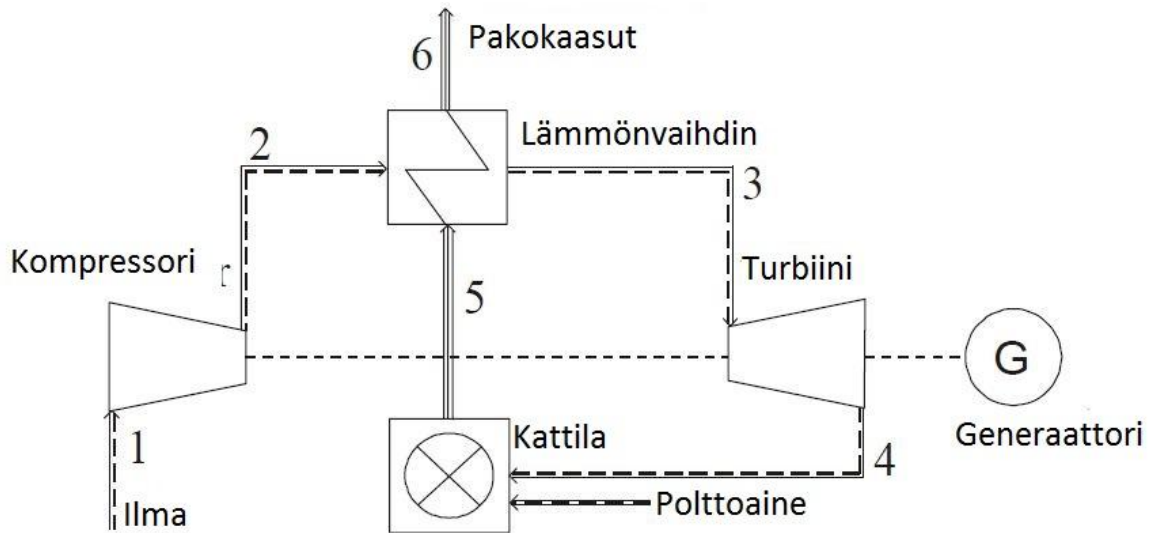 Pakokaasut
6
2
Lämmönvaihdin
3
Kompressori
r
Turbiini
5
G
1
Kattila
4
Generaattori
Polttoaine
Ilma